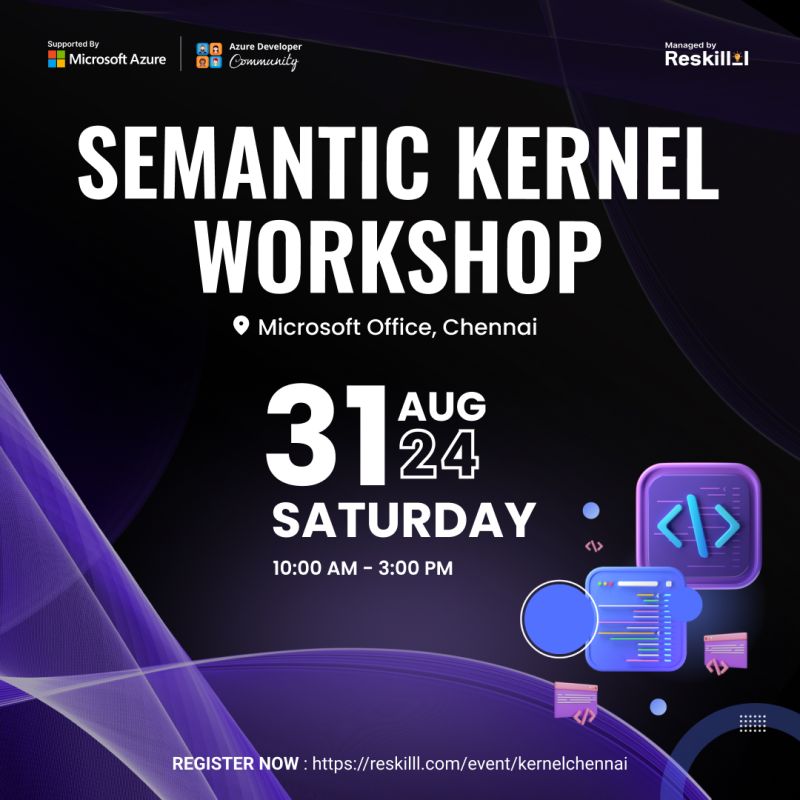 Supported By
Microsoft Azure
Azure Developer
Community
Managed by
Reskilll
SEMANTIC KERNEL
WORKSHOP
Microsoft Office, Chennai
31 AUG
24
SATURDAY
10:00 AM - 3:00 PM
REGISTER NOW : https://reskilll.com/event/kernelchennai